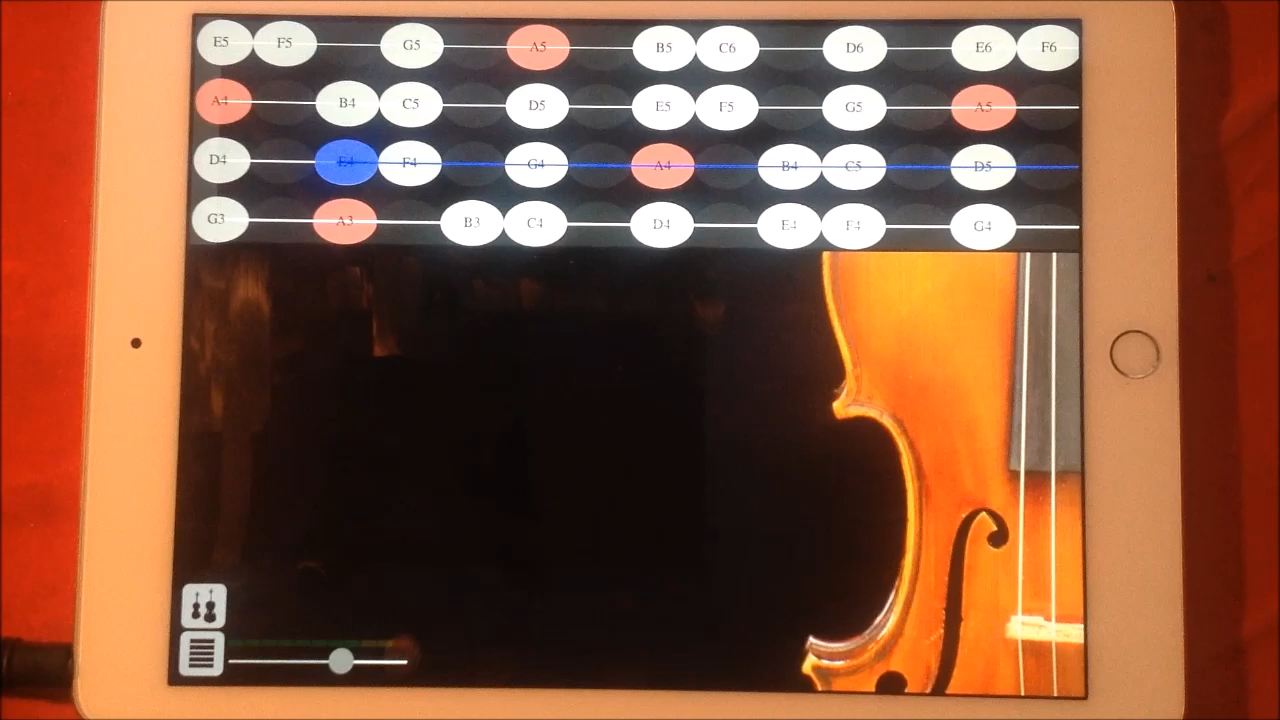 E5 F5 G5 A5 B5 C6 D6 E6 F6
A4 B4 C5 D5 E5 F5 G5 A5
D4 E4 F4 G4 A4 B4 C5 D5
G3 A3 B3 C4 D4 E4 F4 G4